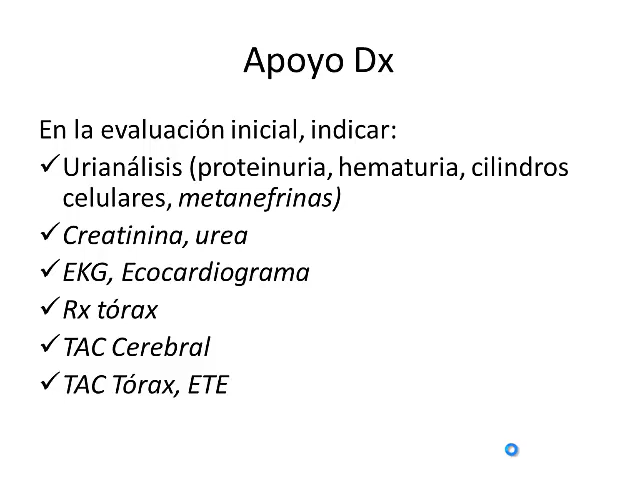 Apoyo Dx
En la evaluación inicial, indicar:
✓Urianálisis (proteinuria, hematuria, cilindros
celulares, metanefrinas)
✓Creatinina, urea
✓EKG, Ecocardiograma
✓Rx tórax
✓TAC Cerebral
✓TAC Tórax, ETE